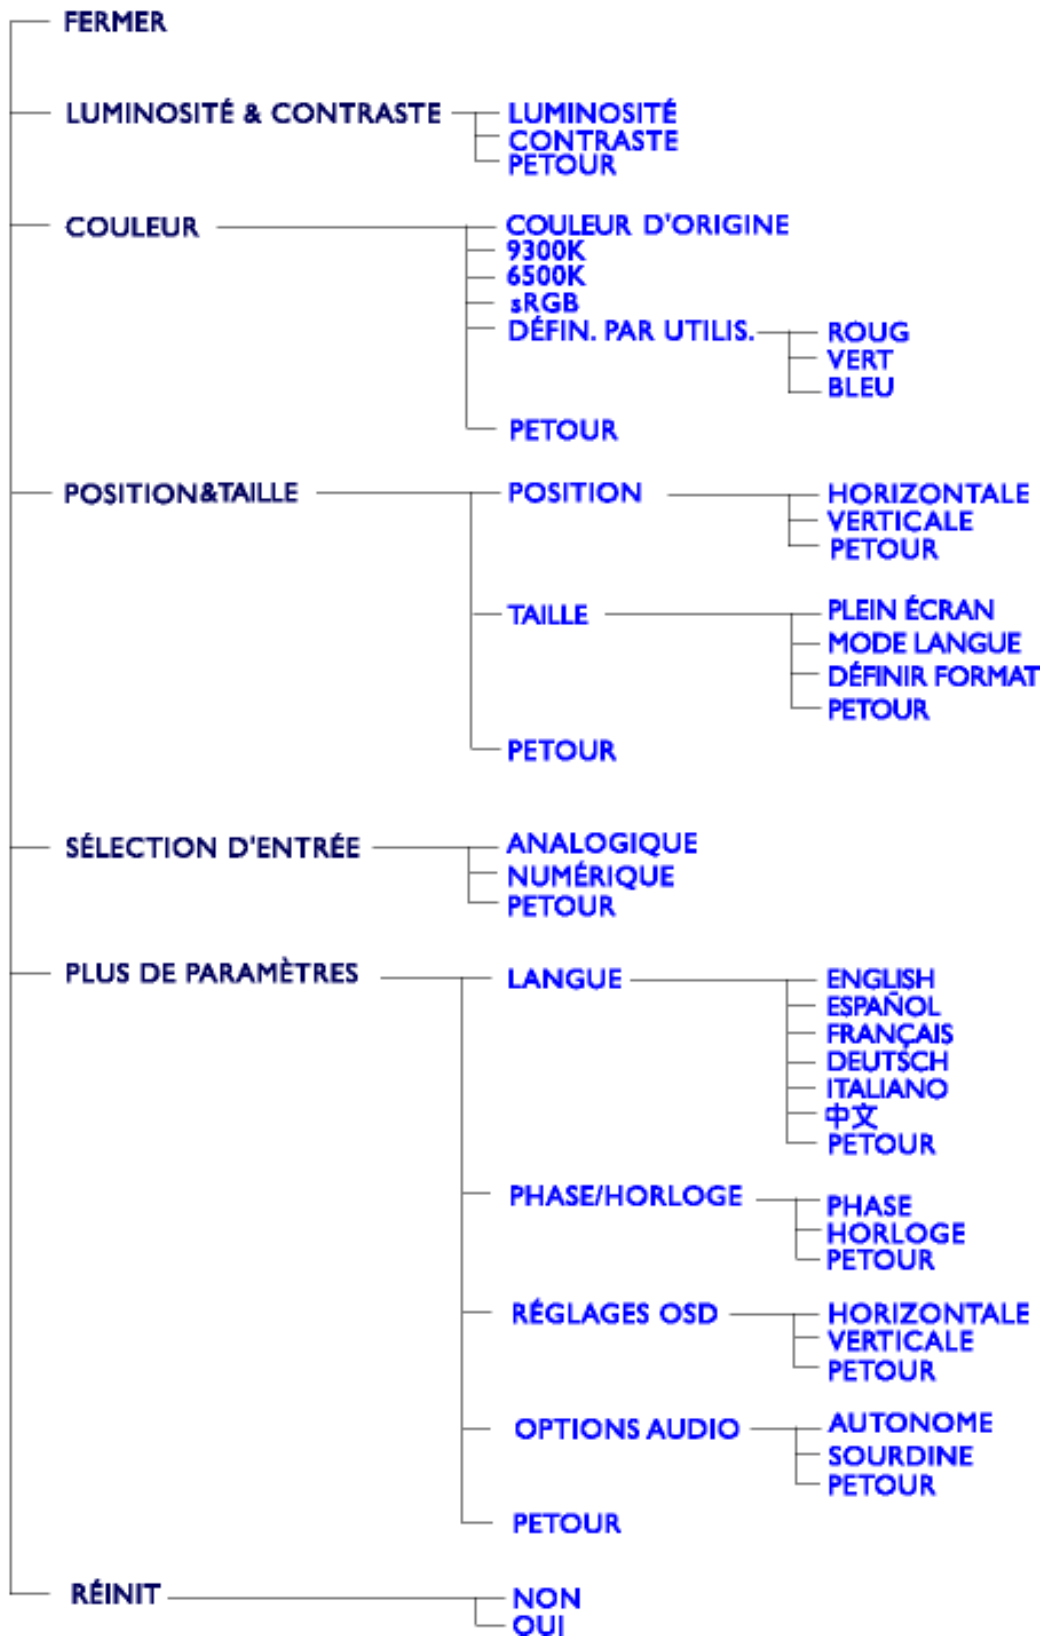 FERMER
LUMINOSITÉ & CONTRASTE
LUMINOSITÉ
CONTRASTE
PETOUR
COULEUR
COULEUR D'ORIGINE
9300K
6500K
sRGB
DÉFIN. PAR UTILIS.
ROUG
VERT
BLEU
PETOUR
POSITION&TAILLE
POSITION
HORIZONTALE
VERTICALE
PETOUR
TAILLE
PLEIN ÉCRAN
MODE LANGUE
DÉFINIR FORMAT
PETOUR
PETOUR
SÉLECTION D'ENTRÉE
ANALOGIQUE
NUMÉRIQUE
PETOUR
PLUS DE PARAMÈTRES
LANGUE
ENGLISH
ESPAÑOL
FRANÇAIS
DEUTSCH
ITALIANO
中文
PETOUR
PHASE/HORLOGE
PHASE
HORLOGE
PETOUR
RÉGLAGES OSD
HORIZONTALE
VERTICALE
PETOUR
OPTIONS AUDIO
AUTONOME
SOURDINE
PETOUR
PETOUR
RÉINIT
NON
OUI